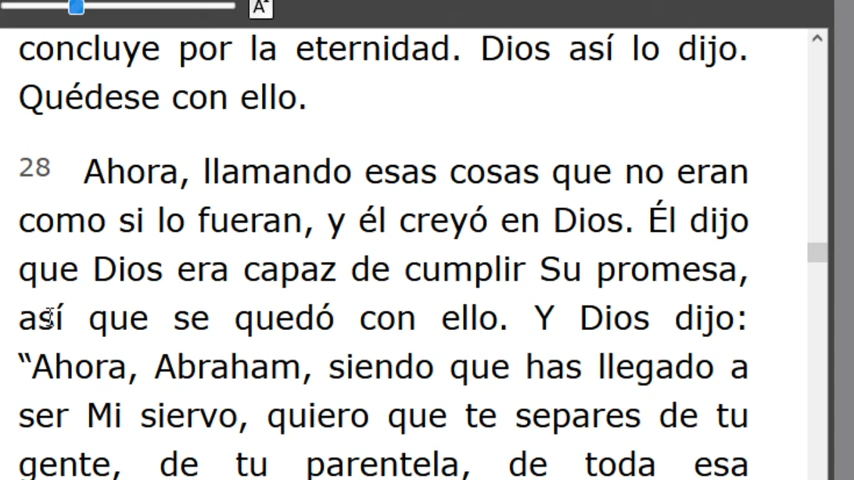 A
concluye por la eternidad. Dios así lo dijo.
Quédese con ello.
28 Ahora, llamando esas cosas que no eran
como si lo fueran, y él creyó en Dios. Él dijo
que Dios era capaz de cumplir Su promesa,
así que se quedó con ello. Y Dios dijo:
“Ahora, Abraham, siendo que has llegado a
ser Mi siervo, quiero que te separes de tu
gente, de tu parentela, de toda esa